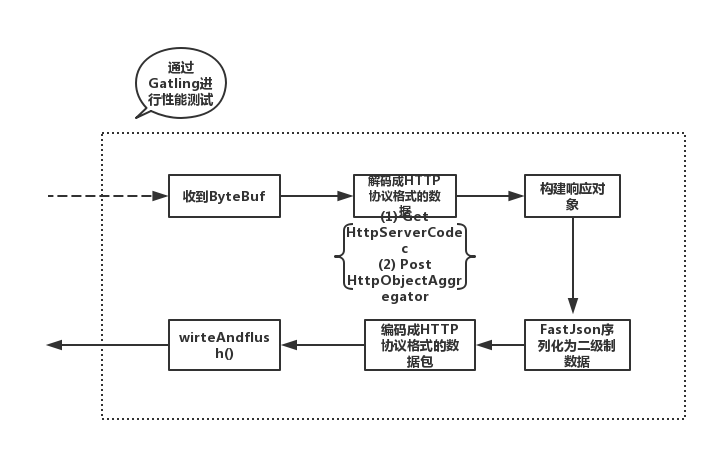 通过
Gatling进
行性能测试
收到ByteBuf
解码成HTTP
协议格式的数
据
(1) Get
HttpServerCode
c
(2) Post
HttpObjectAggr
egator
构建响应对
象
wirteAndflus
h()
编码成HTTP
协议格式的数
据包
FastJson序
列化为二级制
数据